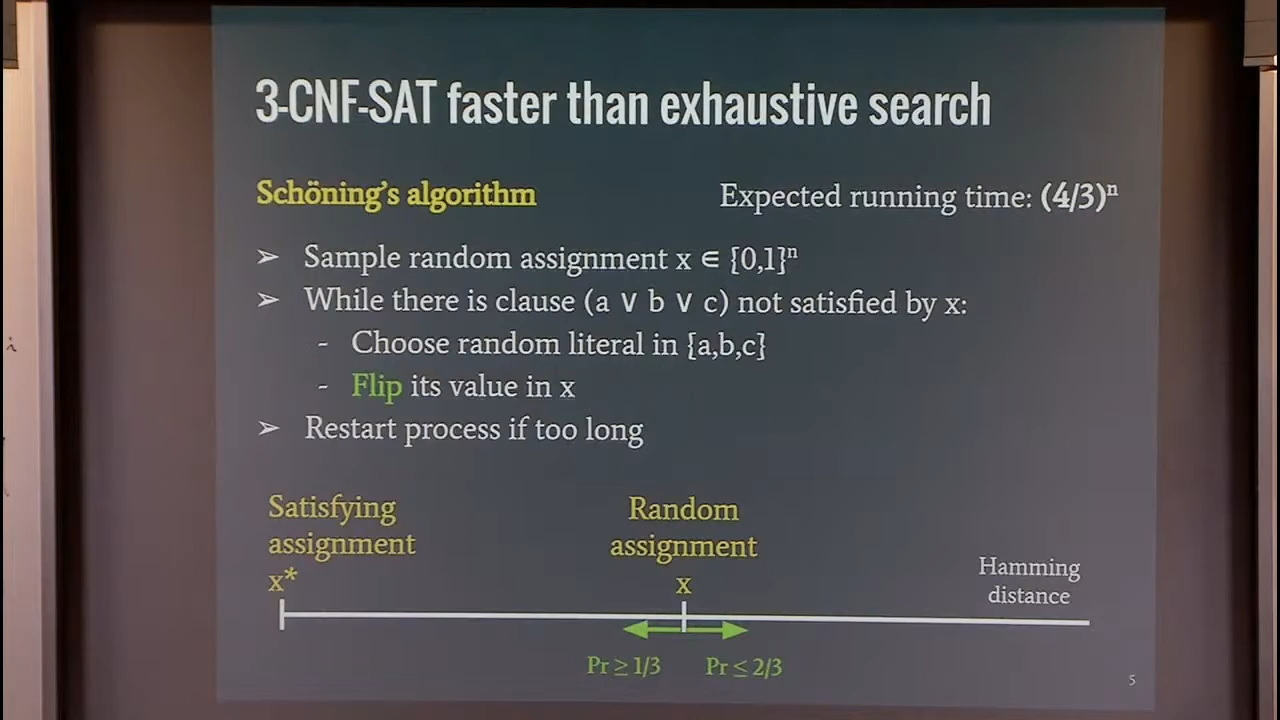 3-CNF-SAT faster than exhaustive search
Schöning's algorithm
Expected running time: (4/3)ⁿ
➢ Sample random assignment x ∈ {0,1}ⁿ
➢ While there is clause (a ∨ b ∨ c) not satisfied by x:
- Choose random literal in {a,b,c}
- Flip its value in x
➢ Restart process if too long
Satisfying
assignment
x*
Random
assignment
x
Hamming
distance
Pr ≥ 1/3
Pr ≤ 2/3
5